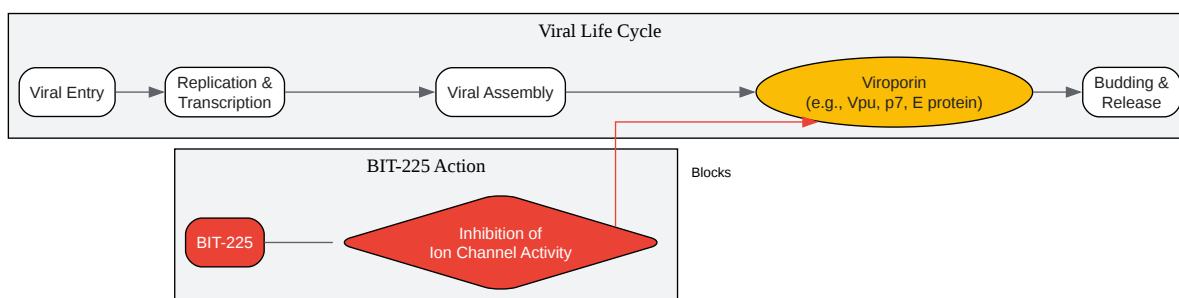 Viral Life Cycle
Viral Entry
Replication &
Transcription
Viral Assembly
Viroporin
(e.g., Vpu, p7, E protein)
Budding &
Release
BIT-225 Action
Blocks
BIT-225
Inhibition of
Ion Channel Activity